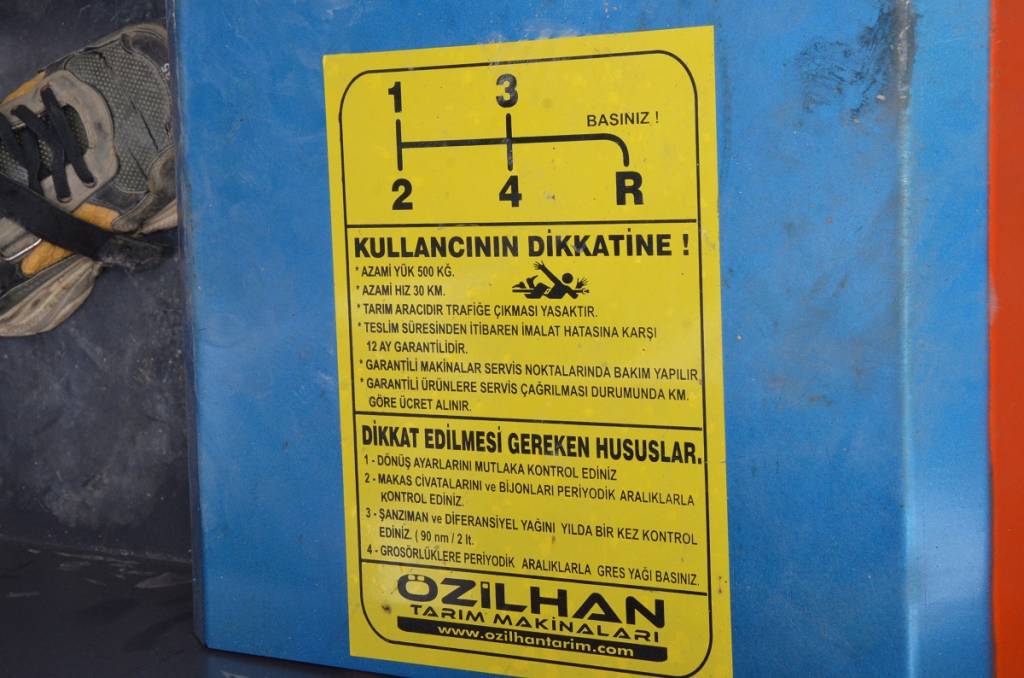 1 3
BASINIZ !
2 4 R
KULLANCININ DİKKATİNE !
* AZAMİ YÜK 500 KĞ.
* AZAMİ HIZ 30 KM.
* TARIM ARACIDIR TRAFİĞE ÇIKMASI YASAKTIR.
* TESLİM SÜRESİNDEN İTİBAREN İMALAT HATASINA KARŞI
12 AY GARANTİLİDİR.
* GARANTİLİ MAKİNALAR SERVİS NOKTALARINDA BAKIM YAPILIR
* GARANTİLİ ÜRÜNLERE SERVİS ÇAĞRILMASI DURUMUNDA KM.
GÖRE ÜCRET ALINIR.
DİKKAT EDİLMESİ GEREKEN HUSUSLAR.
1 - DÖNÜŞ AYARLARINI MUTLAKA KONTROL EDİNİZ
2 - MAKAS CİVATALARINI ve BİJONLARI PERİYODİK ARALIKLARLA
KONTROL EDİNİZ.
3 - ŞANZIMAN ve DİFERANSİYEL YAĞINI YILDA BİR KEZ KONTROL
EDİNİZ. ( 90 nm / 2 lt.
4 - GROSÖRLÜKLERE PERİYODİK ARALIKLARLA GRES YAĞI BASINIZ.
ÖZİLHAN
TARIM MAKİNALARI
www.ozilhantarim.com